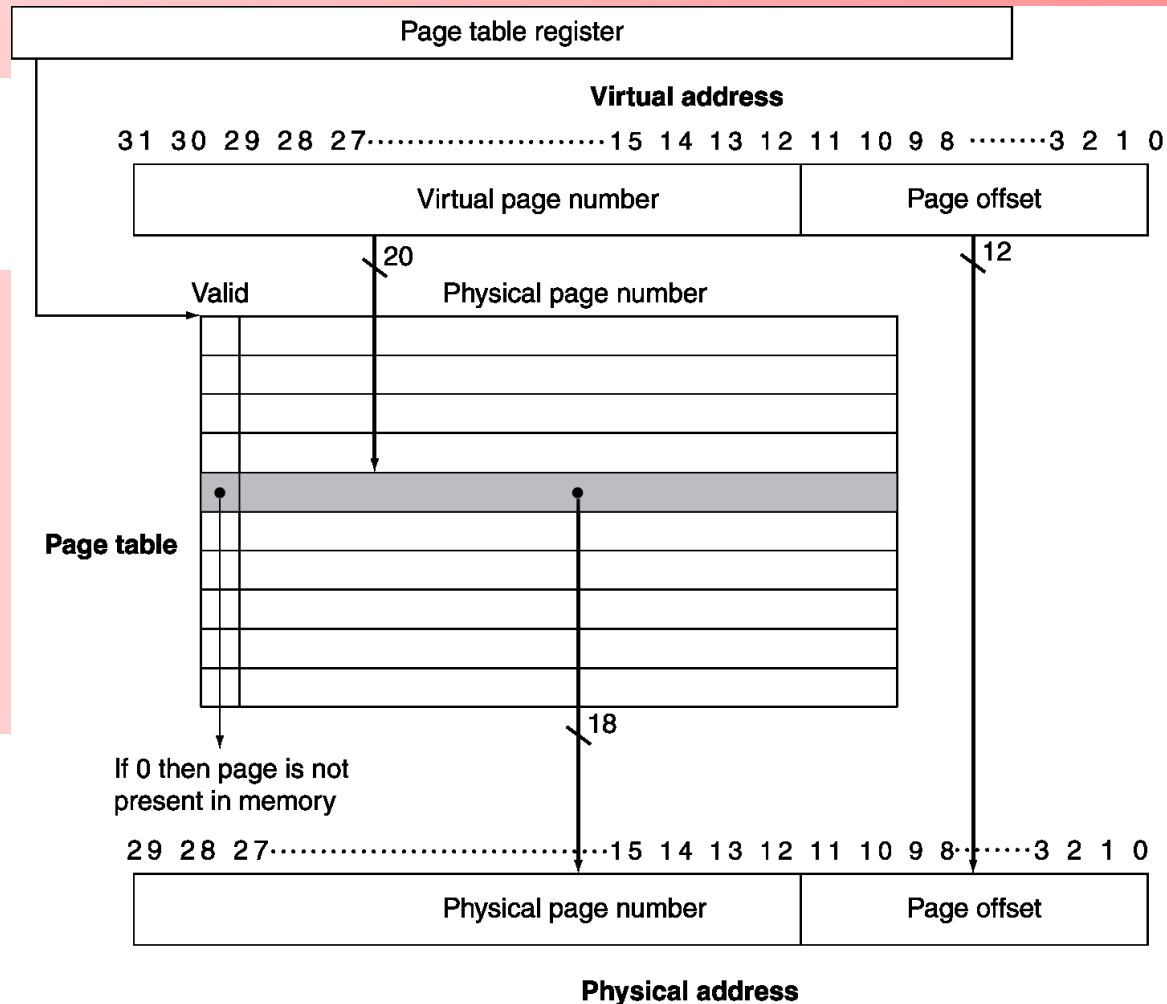 Page table register
Virtual address
31 30 29 28 27........................15 14 13 12 11 10 9 8 ........3 2 1 0
Virtual page number Page offset
20 12
Valid Physical page number
Page table
18
If 0 then page is not
present in memory
29 28 27..................................15 14 13 12 11 10 9 8........3 2 1 0
Physical page number Page offset
Physical address